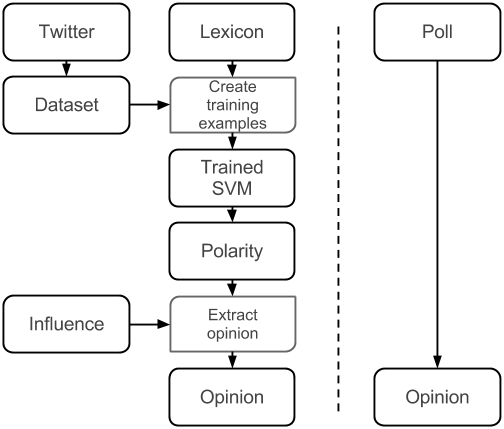 Twitter
Lexicon
Poll
Dataset
Create
training
examples
Trained
SVM
Polarity
Influence
Extract
opinion
Opinion
Opinion